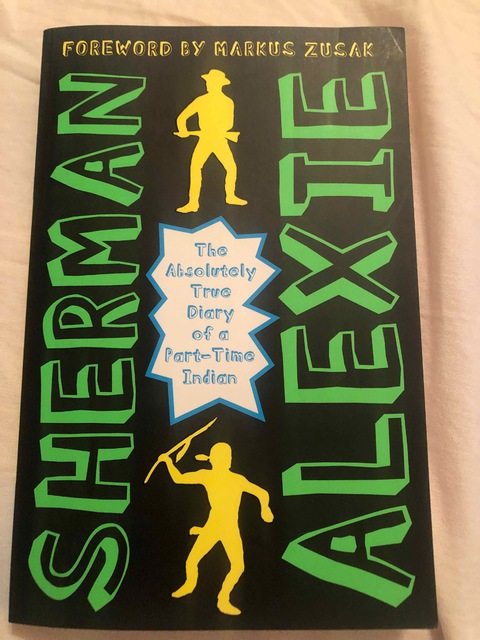 FOREWORD BY MARKUS ZUSAK
SHERMAN
ALEXIE
The
Absolutely
True
Diary
of a
Part-Time
Indian